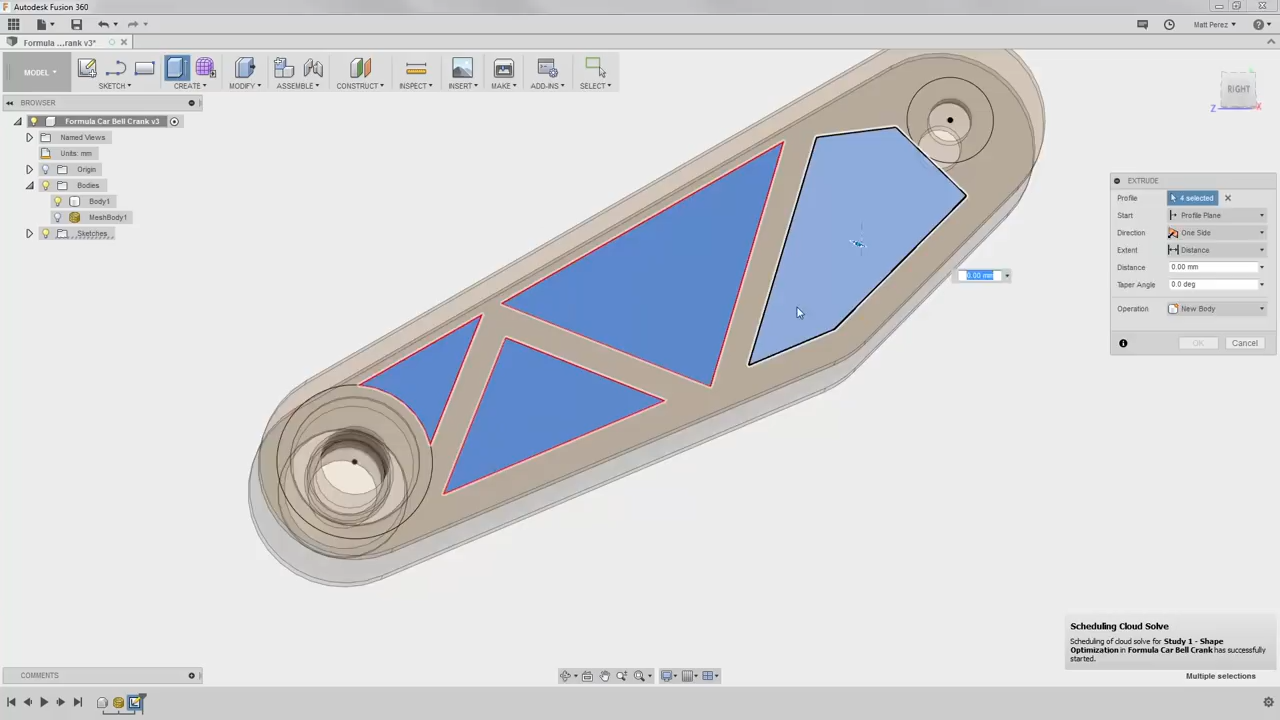 Autodesk Fusion 360
Matt Perez
Formula ...rank v3*
MODEL
SKETCH
CREATE
MODIFY
ASSEMBLE
CONSTRUCT
INSPECT
INSERT
MAKE
ADD-INS
SELECT
BROWSER
Formula Car Bell Crank v3
Named Views
Units: mm
Origin
Bodies
Body1
MeshBody1
Sketches
RIGHT
Z
X
EXTRUDE
Profile
4 selected
Start
Profile Plane
Direction
One Side
Extent
Distance
Distance
0.00 mm
Taper Angle
0.0 deg
Operation
New Body
OK
Cancel
0.00 mm
Scheduling Cloud Solve
Scheduling of cloud solve for Study 1 - Shape
Optimization in Formula Car Bell Crank has successfully
started.
Multiple selections
COMMENTS